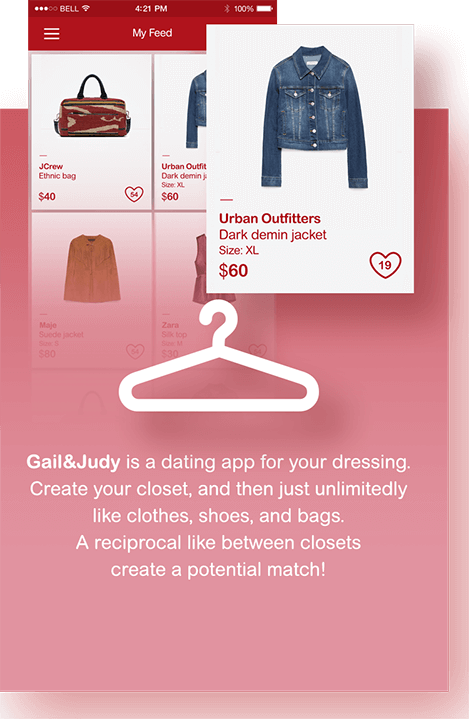 BELL 4:21 PM 100%
My Feed
JCrew
Ethnic bag
$40
54
Urban Outfit
Dark demin ja
Size: XL
$60
Urban Outfitters
Dark demin jacket
Size: XL
$60
19
Maje
Suede jacket
Size: S
$80
Zara
Silk top
Size: M
$30
Gail&Judy is a dating app for your dressing.
Create your closet, and then just unlimitedly
like clothes, shoes, and bags.
A reciprocal like between closets
create a potential match!